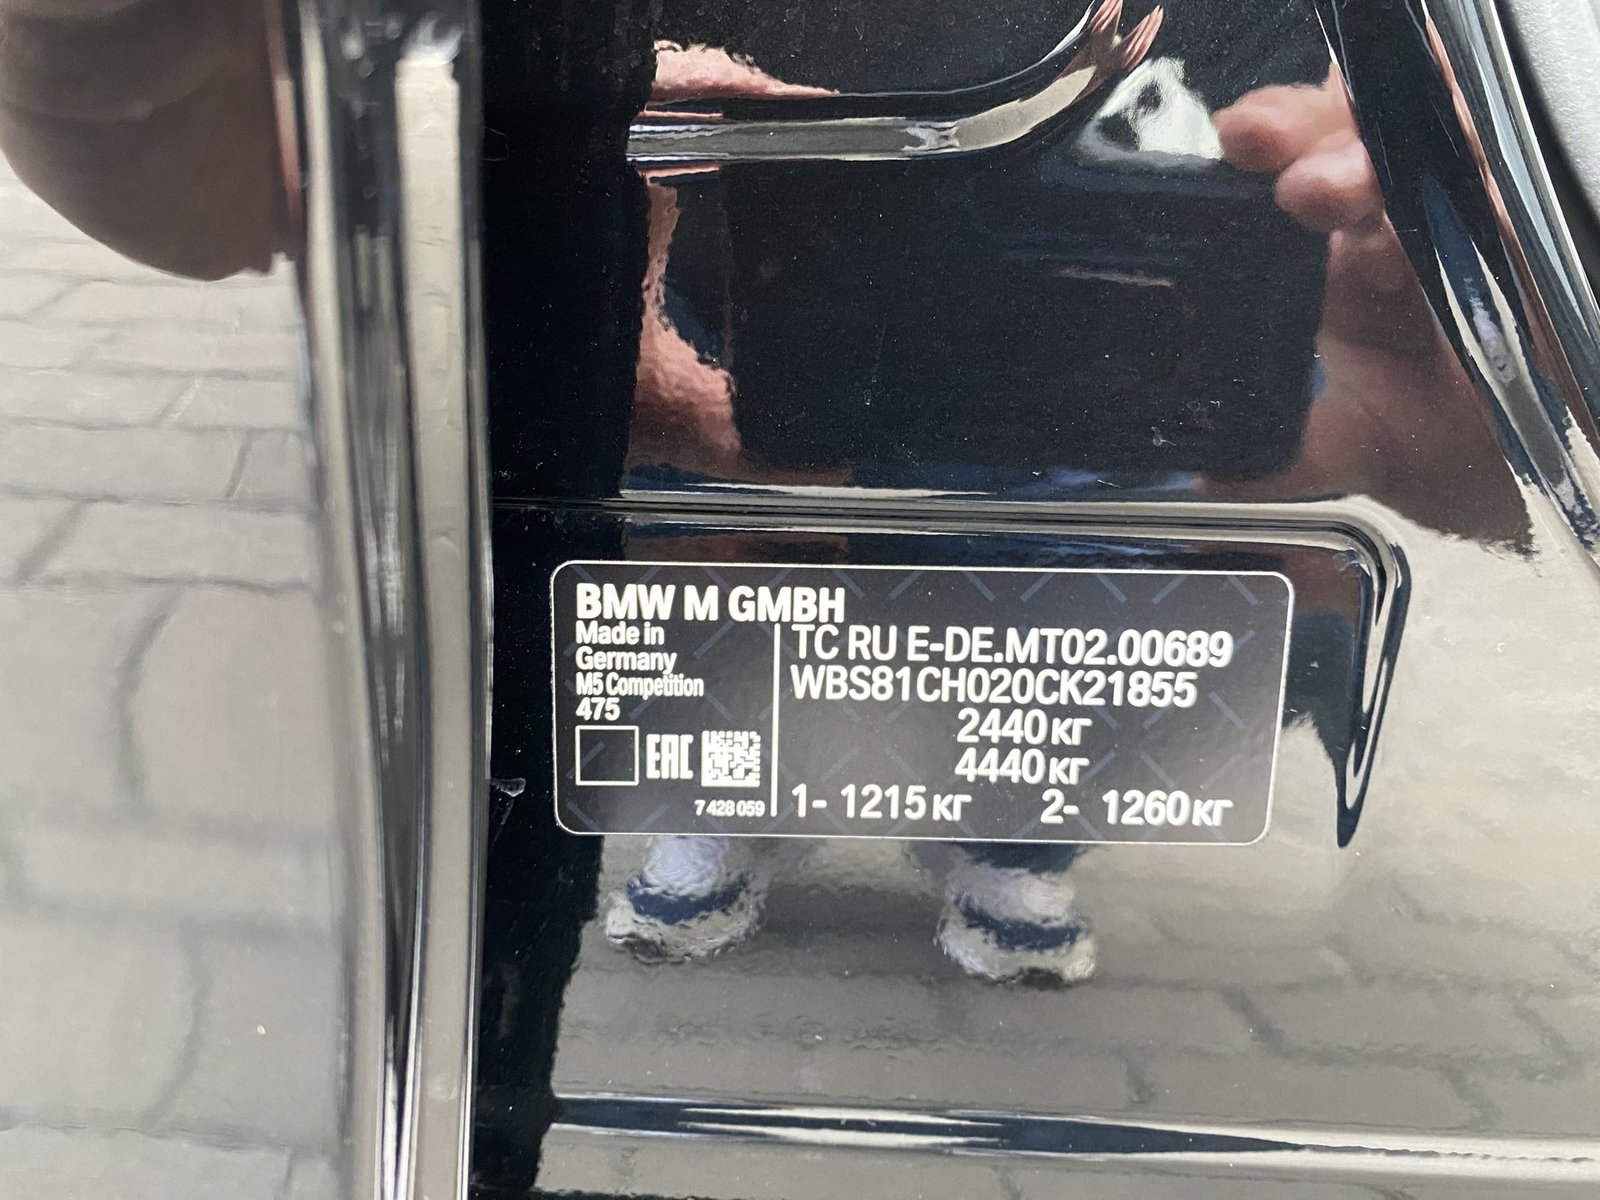 BMW M GMBH
Made in
Germany
M5 Competition
475
EAC
7 428 059
TC RU E-DE.MT02.00689
WBS81CH020CK21855
2440 кг
4440 кг
1- 1215 кг 2- 1260 кг